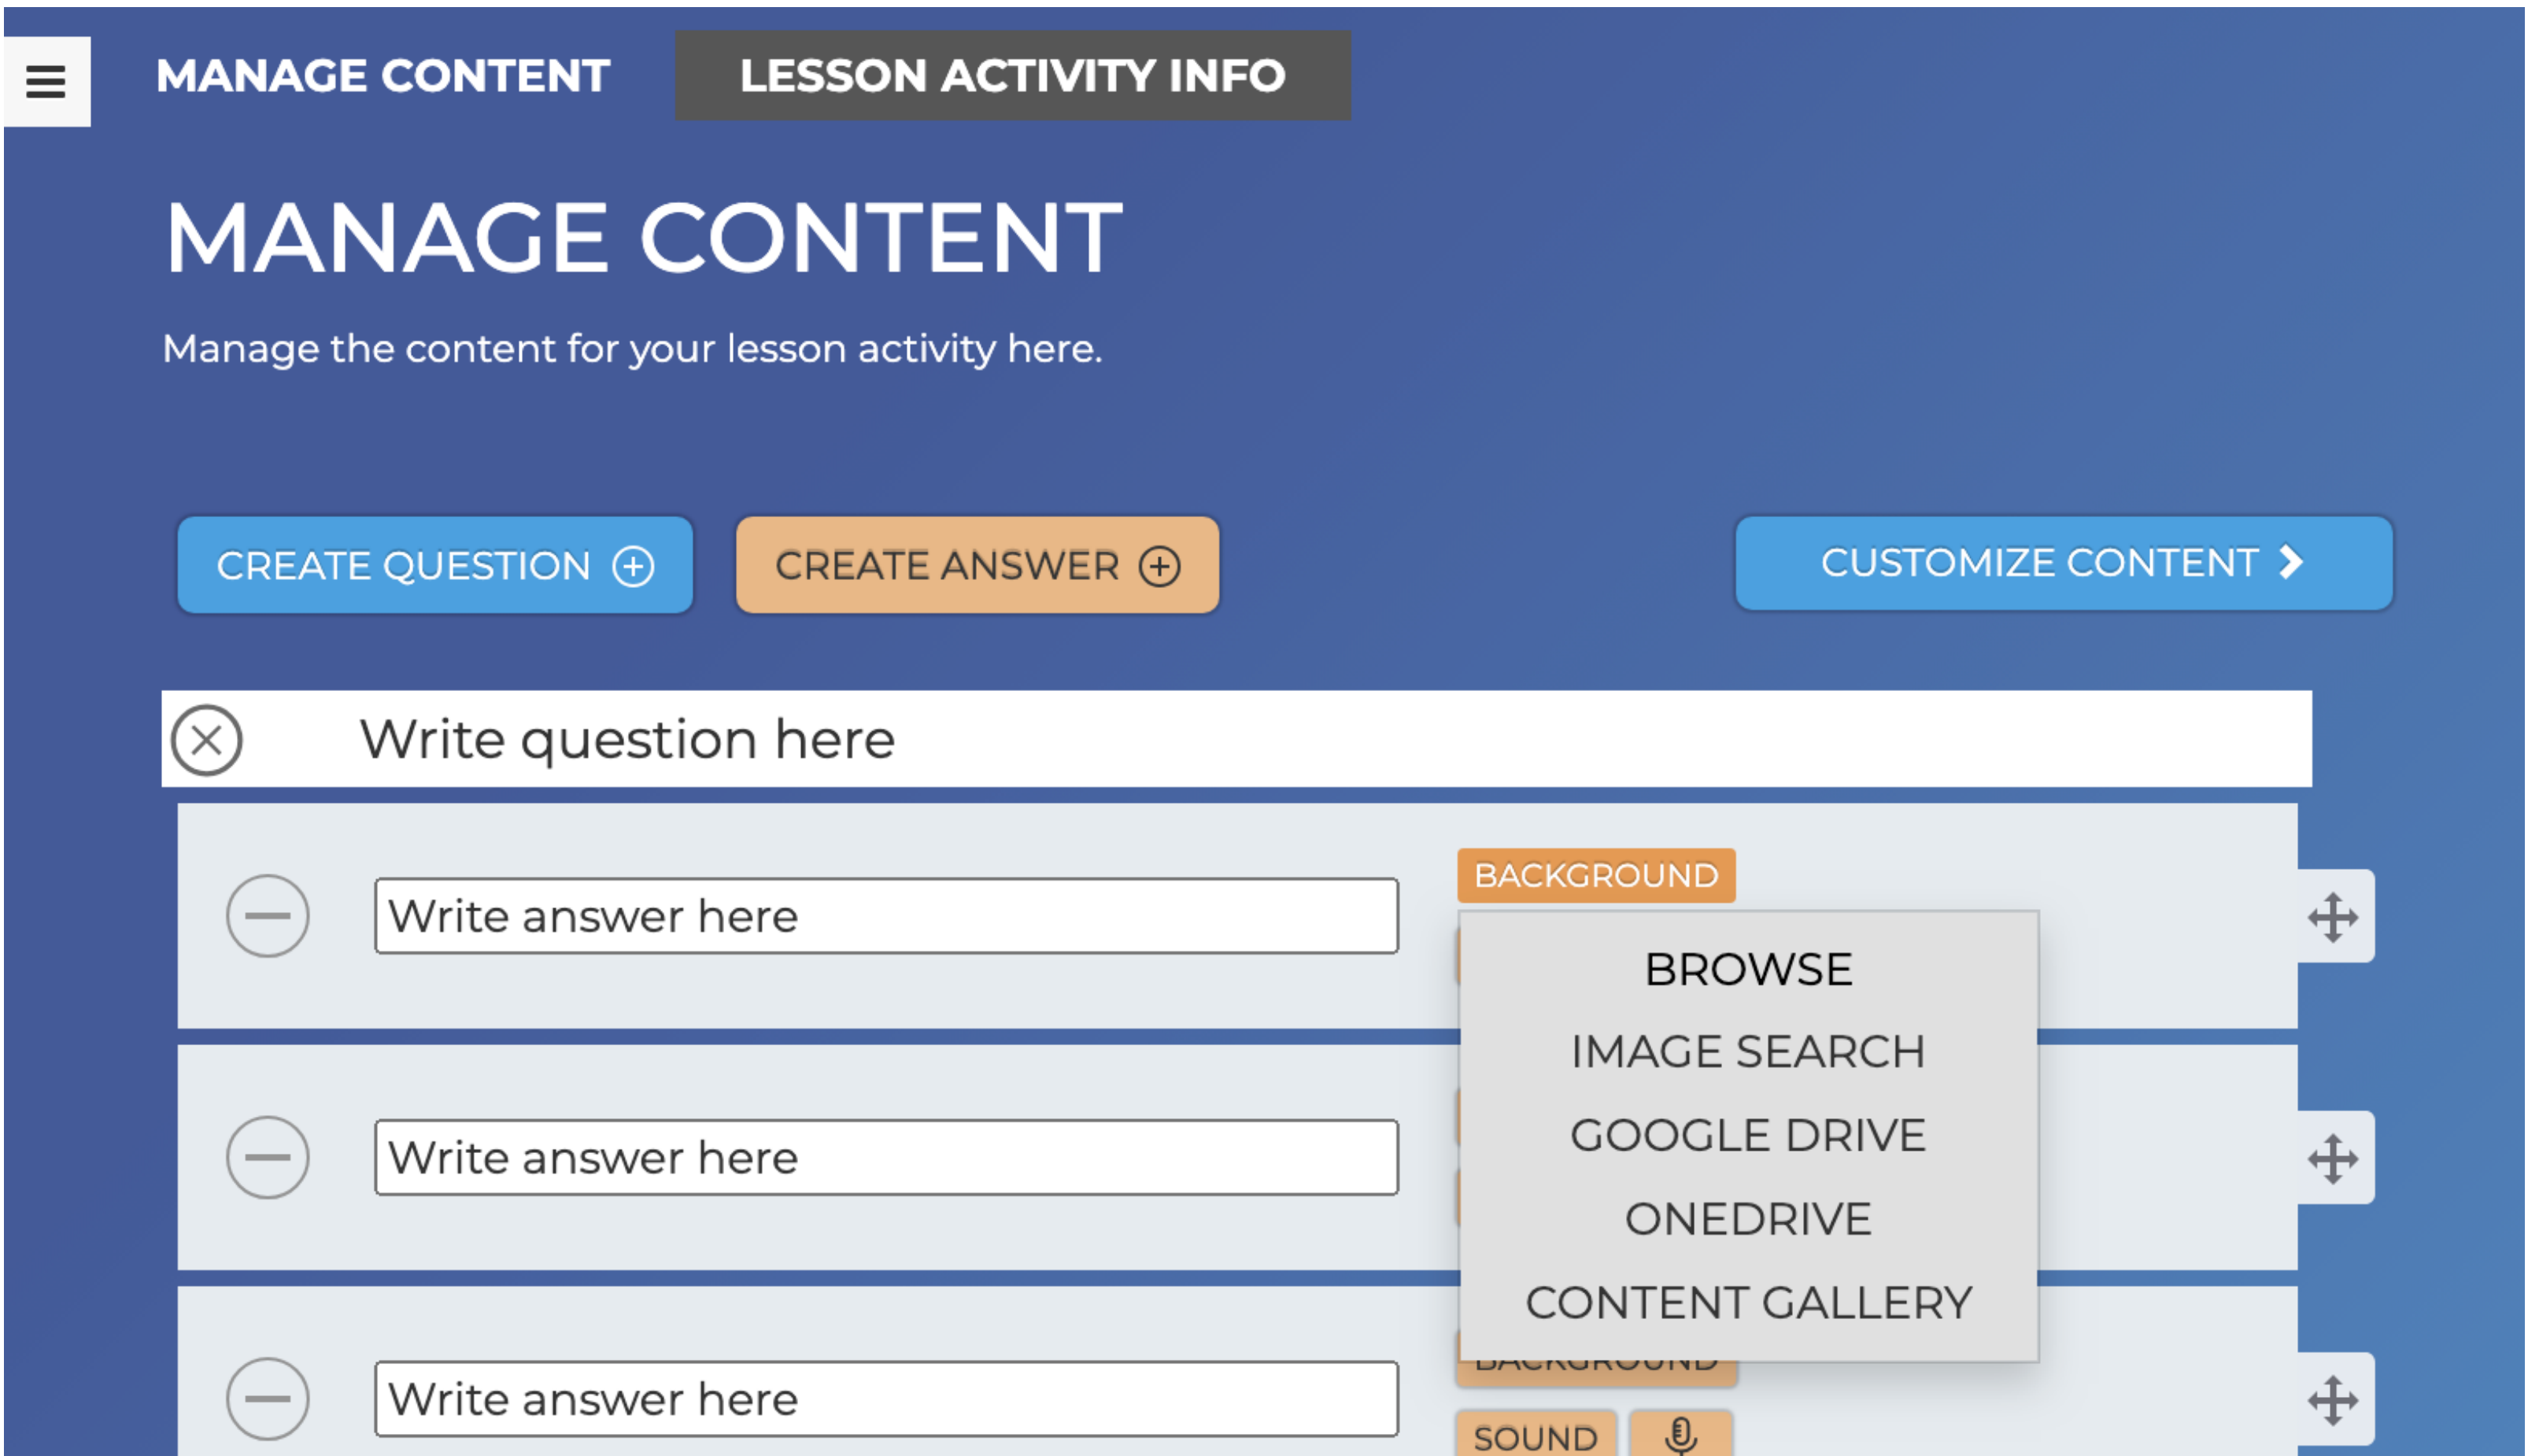 MANAGE CONTENT
LESSON ACTIVITY INFO
MANAGE CONTENT
Manage the content for your lesson activity here.
CREATE QUESTION
CREATE ANSWER
CUSTOMIZE CONTENT
Write question here
Write answer here
BACKGROUND
BROWSE
IMAGE SEARCH
GOOGLE DRIVE
ONEDRIVE
CONTENT GALLERY
Write answer here
Write answer here
BACKGROUND
SOUND